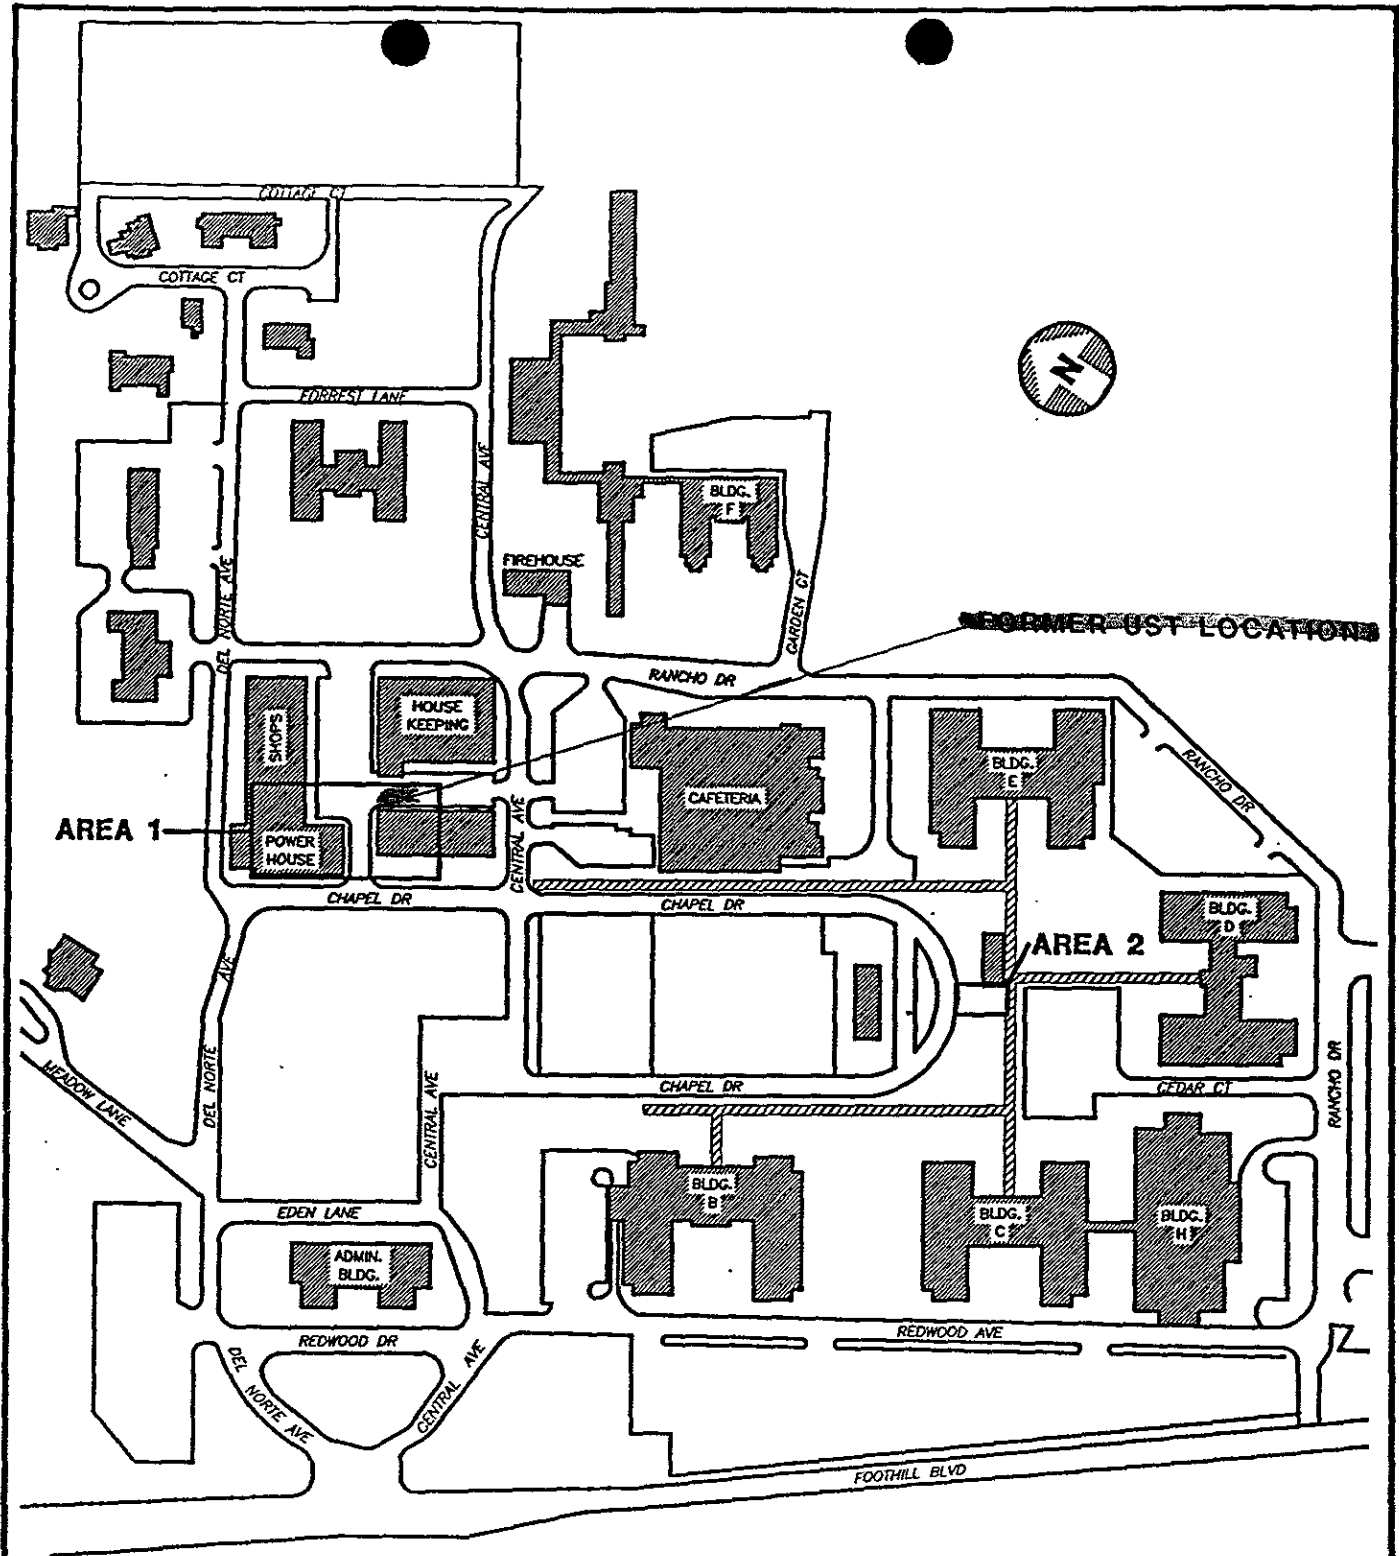 COTTAGE CT
COTTAGE CT
FORREST LANE
CENTRAL AVE
N
BLDG.
F
FIREHOUSE
DEL NORTE AVE
GARDEN CT
FORMER UST LOCATIONS
RANCHO DR
SHOPS
HOUSE
KEEPING
BLDG.
E
RANCHO DR
CAFETERIA
AREA 1
POWER
HOUSE
CENTRAL AVE
CHAPEL DR
CHAPEL DR
BLDG.
D
AREA 2
DEL NORTE AVE
MEADOW LANE
CENTRAL AVE
CHAPEL DR
CEDAR CT
RANCHO DR
BLDG.
B
BLDG.
C
BLDG.
H
EDEN LANE
ADMIN.
BLDG.
REDWOOD DR
REDWOOD AVE
DEL NORTE AVE
CENTRAL AVE
FOOTHILL BLVD